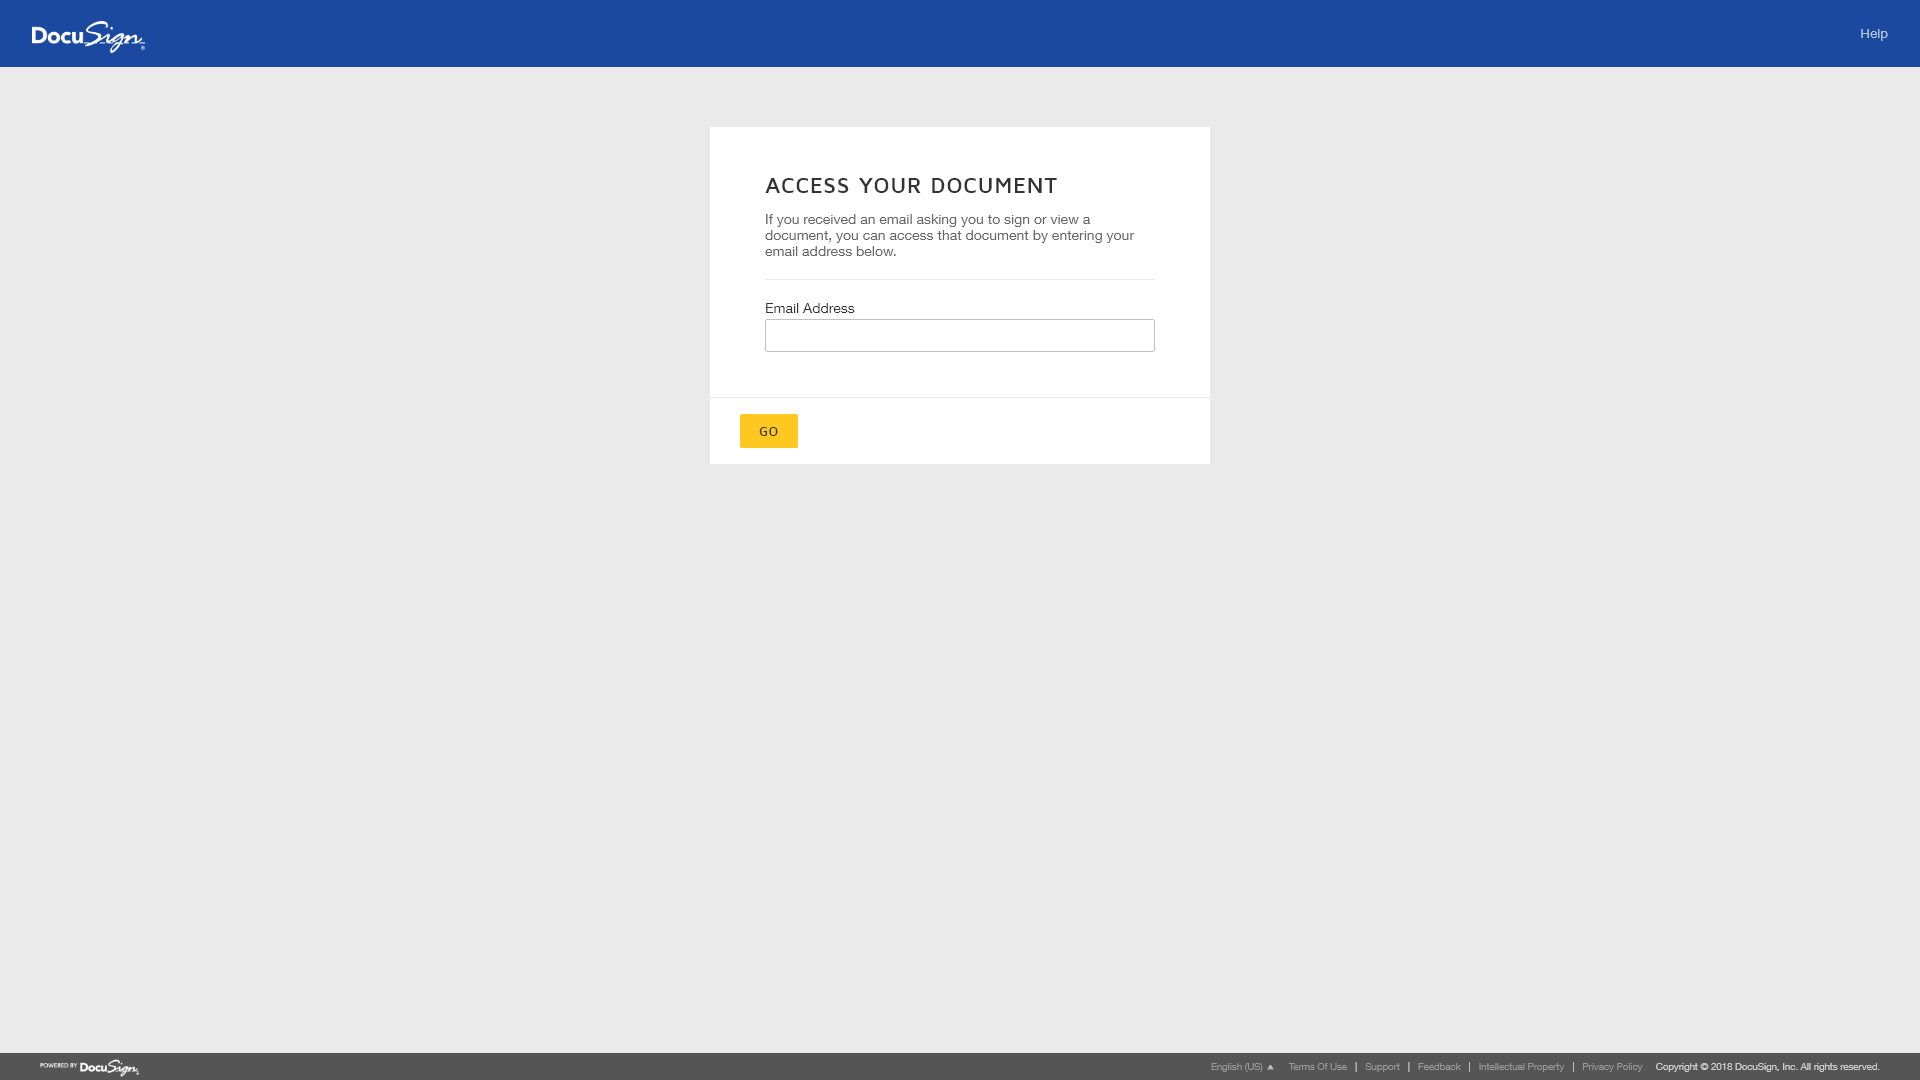 DocuSign®
Help
ACCESS YOUR DOCUMENT
If you received an email asking you to sign or view a
document, you can access that document by entering your
email address below.
Email Address
GO
POWERED BY DocuSign
English (US) ▲ Terms Of Use | Support | Feedback | Intellectual Property | Privacy Policy Copyright © 2018 DocuSign, Inc. All rights reserved.